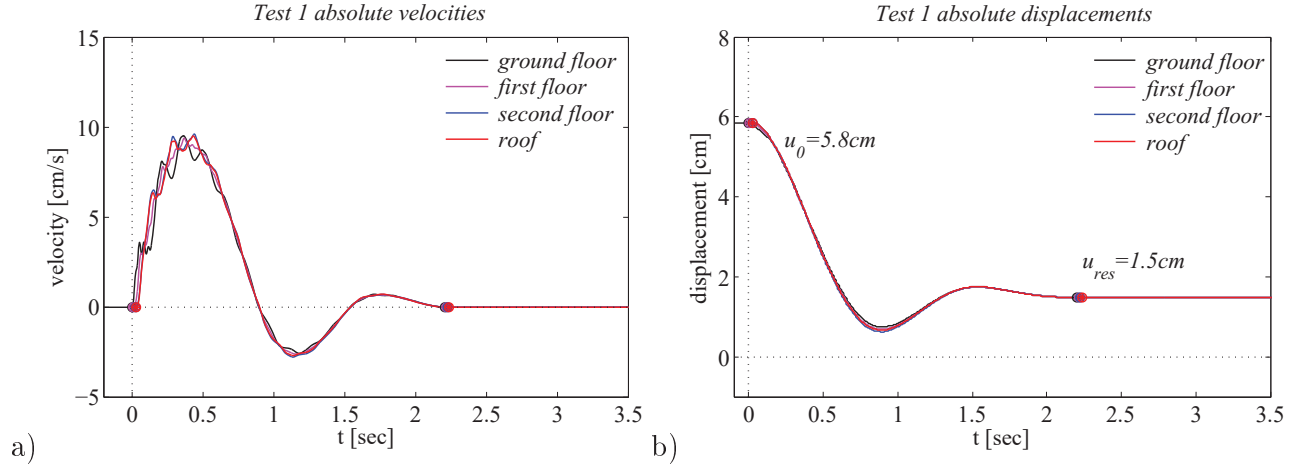 Test 1 absolute velocities
velocity [cm/s]
15
10
5
0
−5
ground floor
first floor
second floor
roof
0 0.5 1 1.5 2 2.5 3 3.5
t [sec]
a)
Test 1 absolute displacements
displacement [cm]
8
6
4
2
0
ground floor
first floor
second floor
roof
u_0=5.8cm
u_res=1.5cm
0 0.5 1 1.5 2 2.5 3 3.5
t [sec]
b)